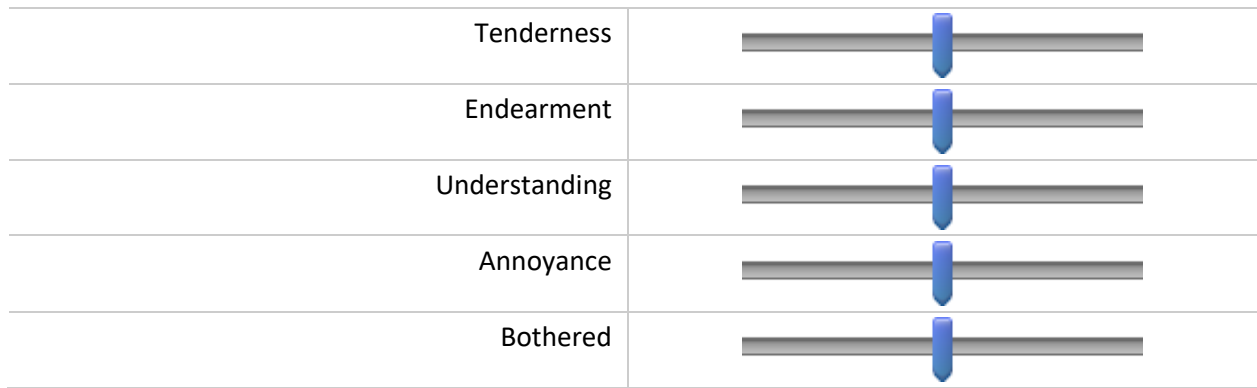 Tenderness
Endearment
Understanding
Annoyance
Bothered